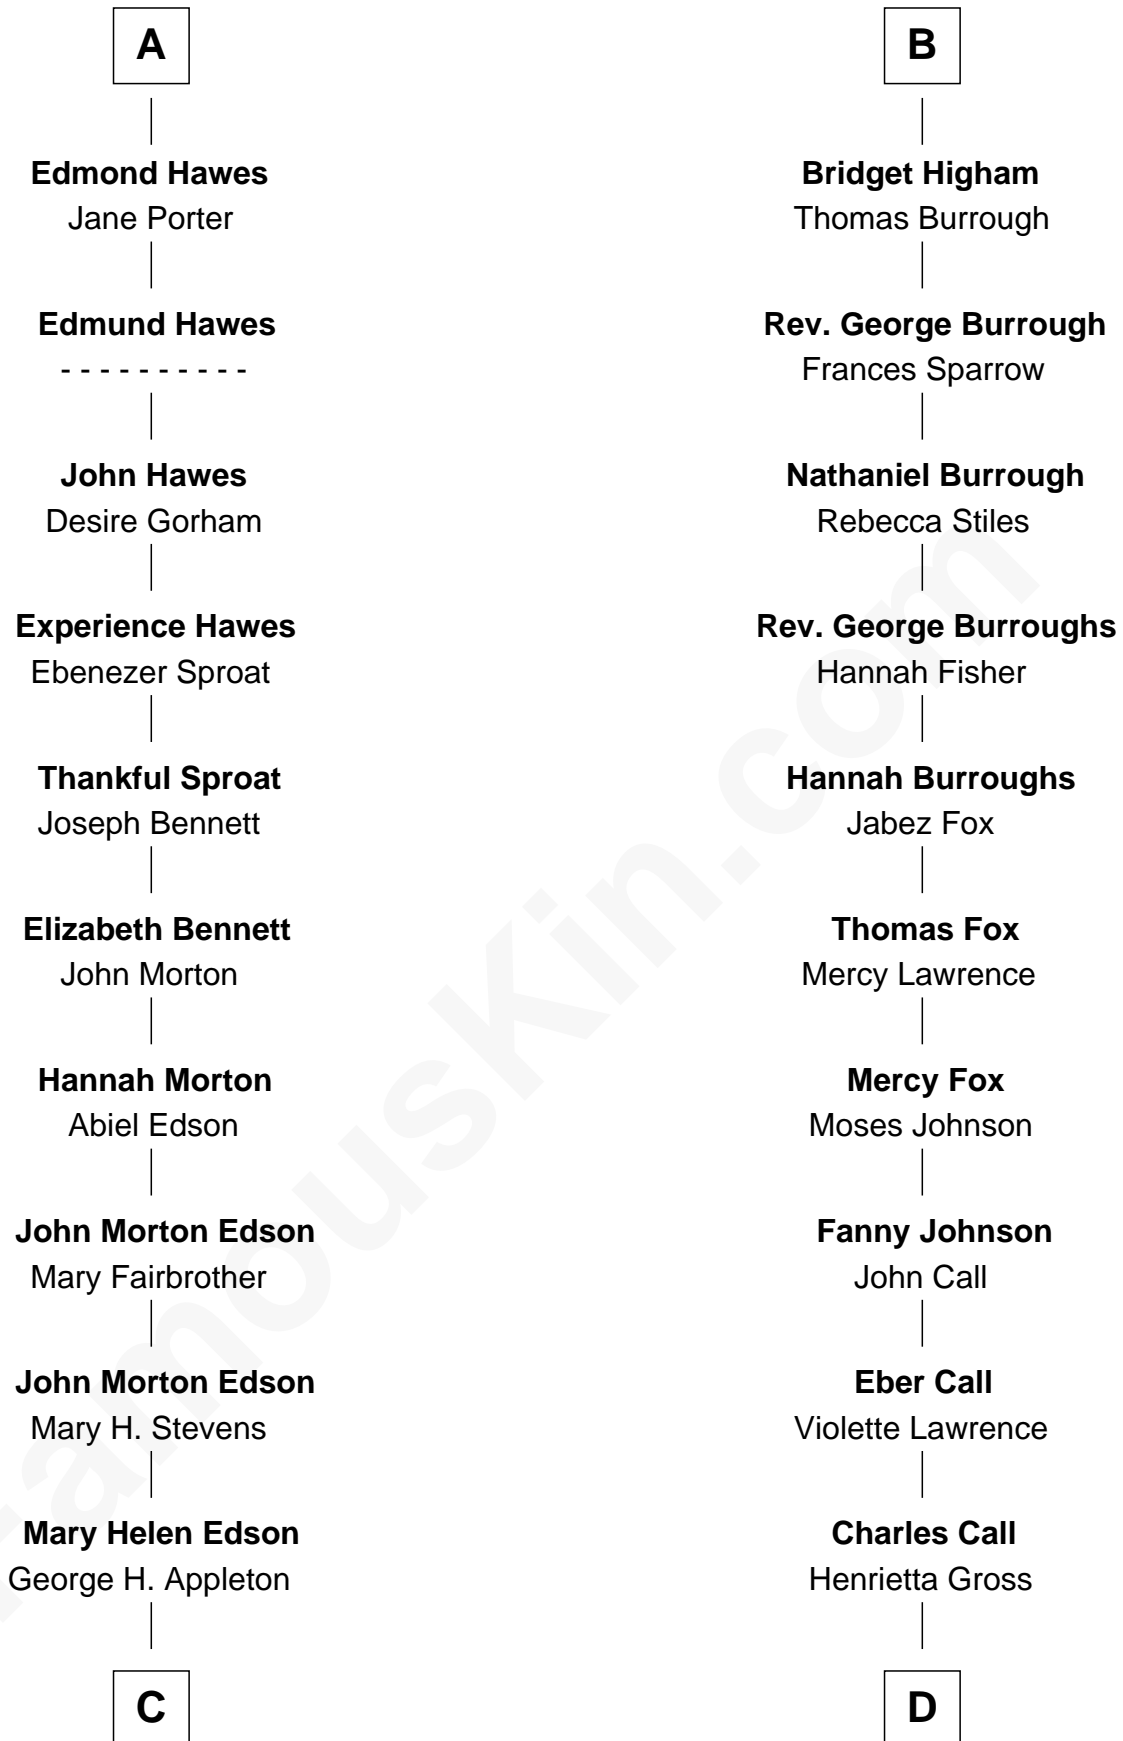 A
Edmond Hawes
Jane Porter
Edmund Hawes
- - - - - - - - - -
John Hawes
Desire Gorham
Experience Hawes
Ebenezer Sproat
Thankful Sproat
Joseph Bennett
Elizabeth Bennett
John Morton
Hannah Morton
Abiel Edson
John Morton Edson
Mary Fairbrother
John Morton Edson
Mary H. Stevens
Mary Helen Edson
George H. Appleton
C
B
Bridget Higham
Thomas Burrough
Rev. George Burrough
Frances Sparrow
Nathaniel Burrough
Rebecca Stiles
Rev. George Burroughs
Hannah Fisher
Hannah Burroughs
Jabez Fox
Thomas Fox
Mercy Lawrence
Mercy Fox
Moses Johnson
Fanny Johnson
John Call
Eber Call
Violette Lawrence
Charles Call
Henrietta Gross
D
FamousKin.com